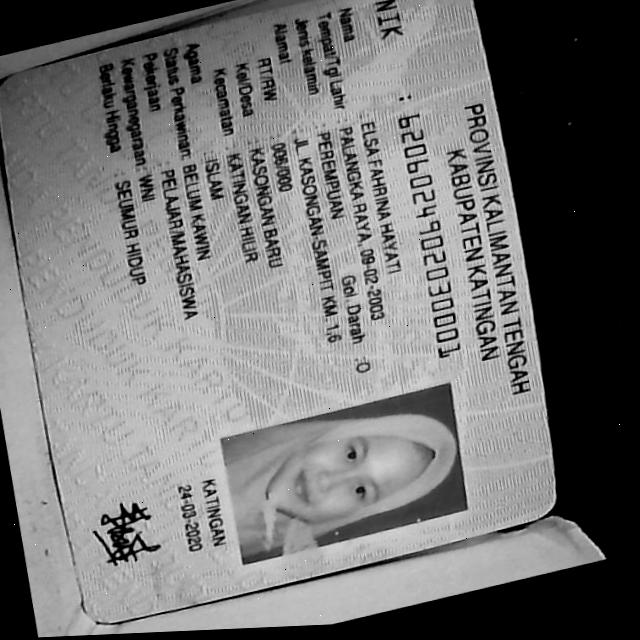 PROVINSI KALIMANTAN TENGAH
KABUPATEN KATINGAN
NIK : 6206024902030001
Nama : ELSA FAHRINA HAYATI
Tempat/Tgl Lahir : PALANGKA RAYA, 09-02-2003
Jenis kelamin : PEREMPUAN Gol. Darah : O
Alamat : JL KASONGAN-SAMPIT KM 1,6
RT/RW : 006/000
Kel/Desa : KASONGAN BARU
Kecamatan : KATINGAN HILIR
Agama : ISLAM
Status Perkawinan: BELUM KAWIN
Pekerjaan : PELAJAR/MAHASISWA
Kewarganegaraan: WNI
Berlaku Hingga : SEUMUR HIDUP
KATINGAN
24-09-2020